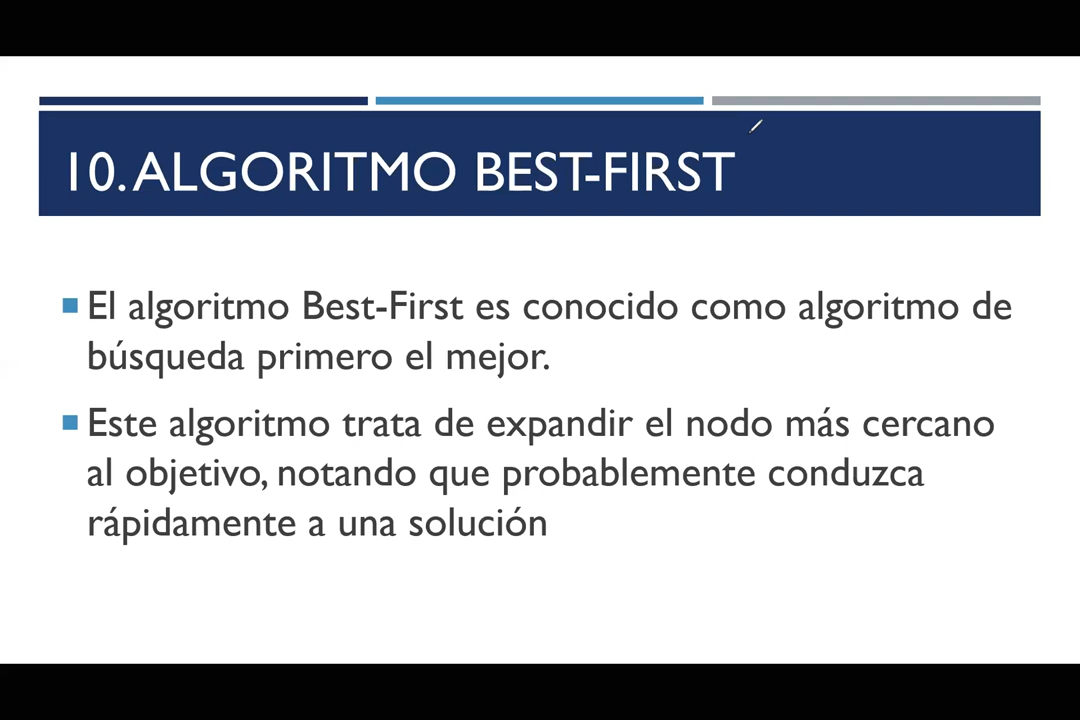 10. ALGORITMO BEST-FIRST
El algoritmo Best-First es conocido como algoritmo de
búsqueda primero el mejor.
Este algoritmo trata de expandir el nodo más cercano
al objetivo, notando que probablemente conduzca
rápidamente a una solución